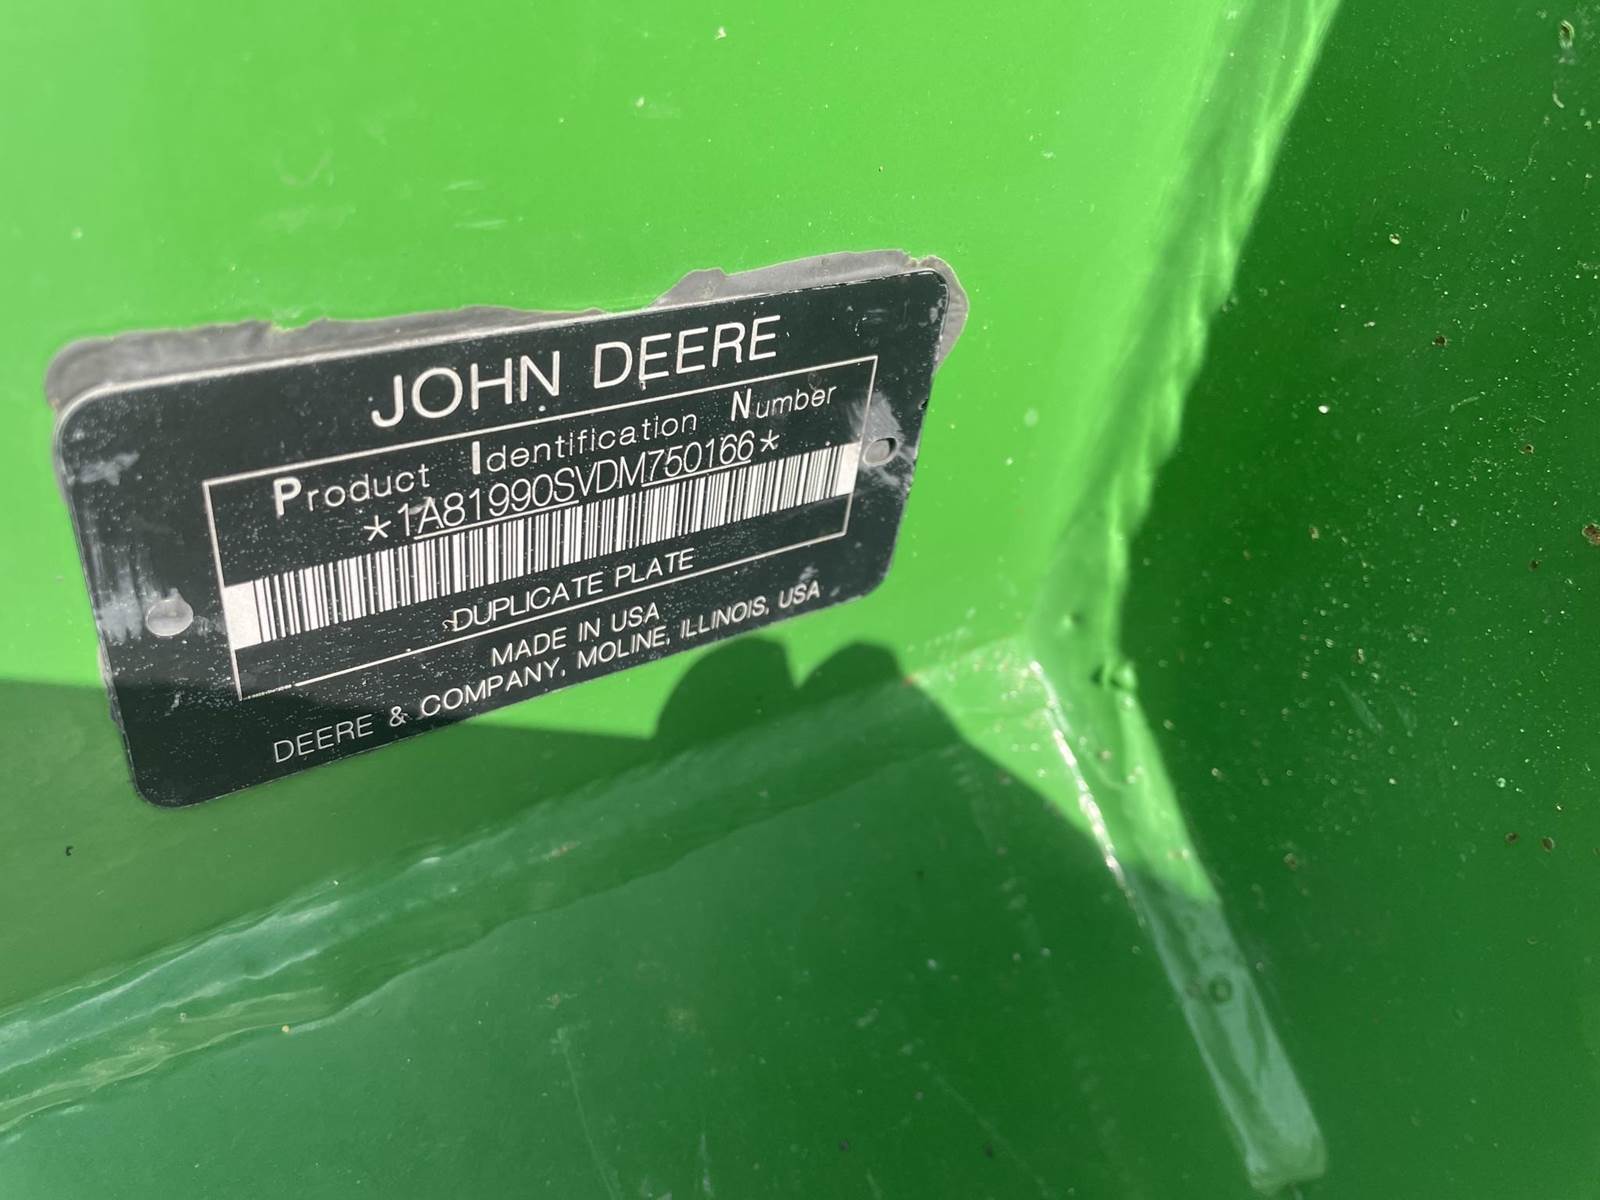 JOHN DEERE
Product Identification Number
*1A81990SVDM750166*
DUPLICATE PLATE
MADE IN USA
DEERE & COMPANY, MOLINE, ILLINOIS, USA